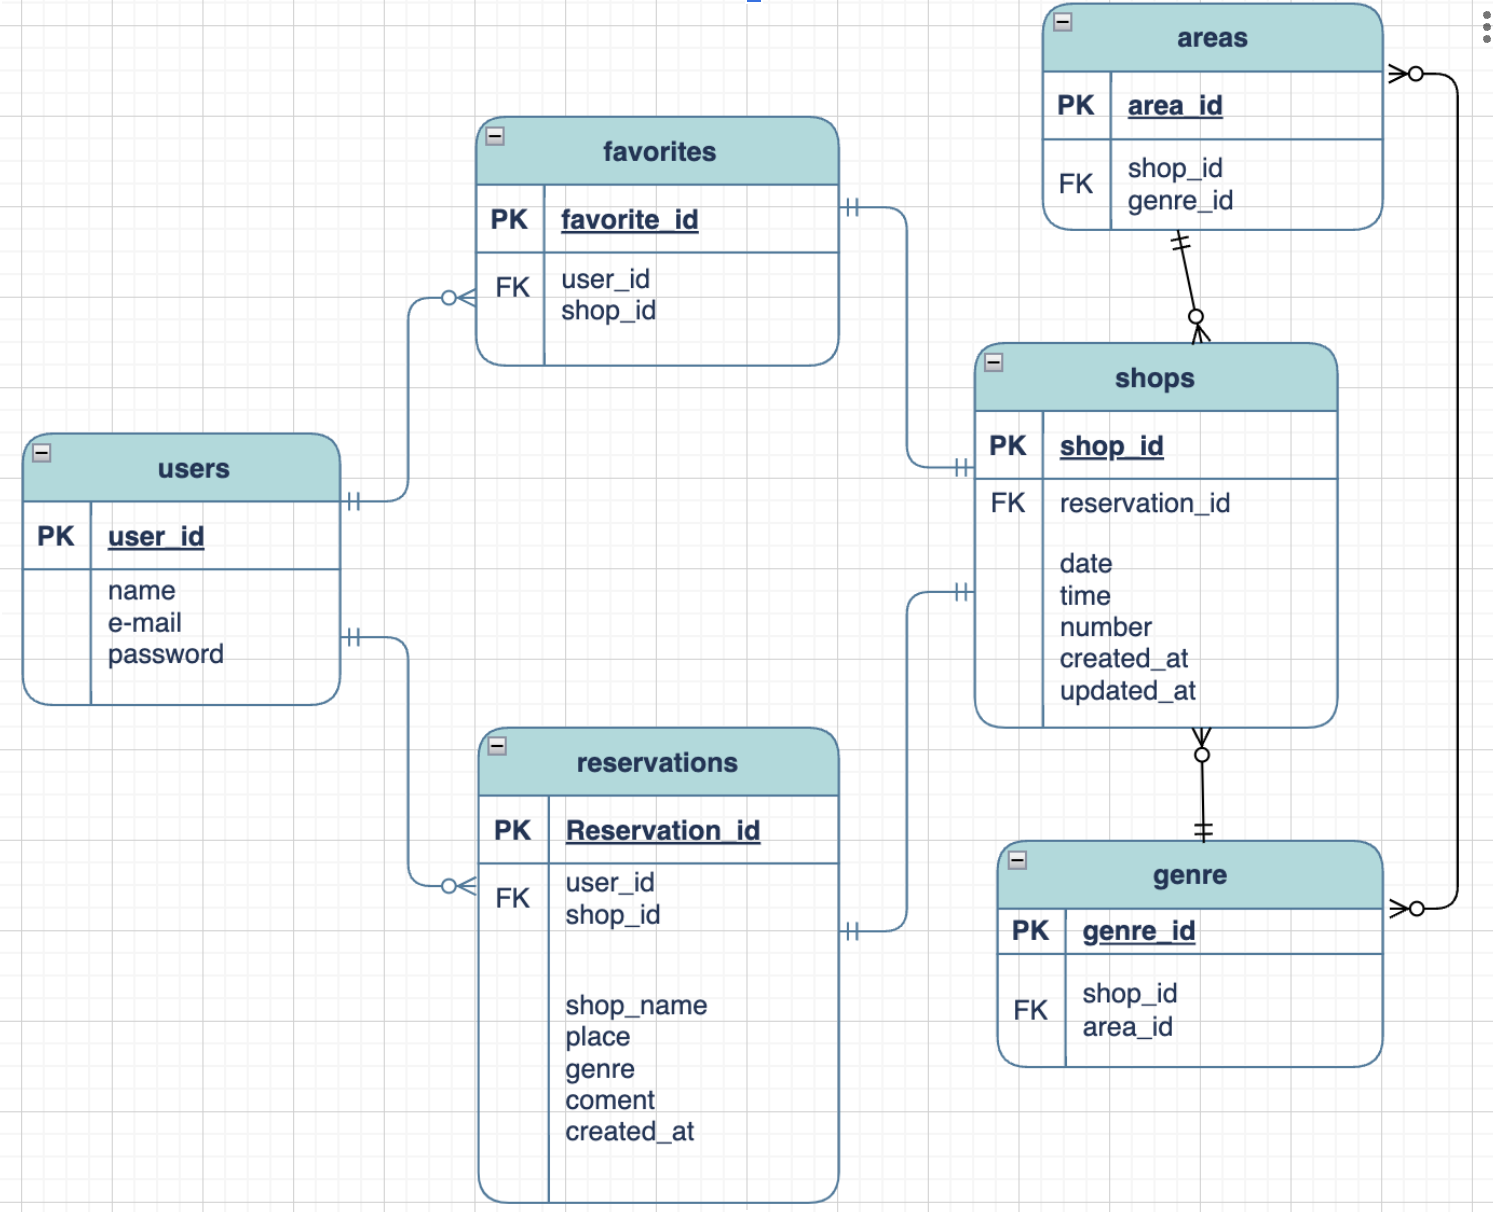 areas
PK area_id
FK shop_id
genre_id
favorites
PK favorite_id
FK user_id
shop_id
shops
PK shop_id
FK reservation_id
date
time
number
created_at
updated_at
users
PK user_id
name
e-mail
password
reservations
PK Reservation_id
FK user_id
shop_id
shop_name
place
genre
coment
created_at
genre
PK genre_id
FK shop_id
area_id